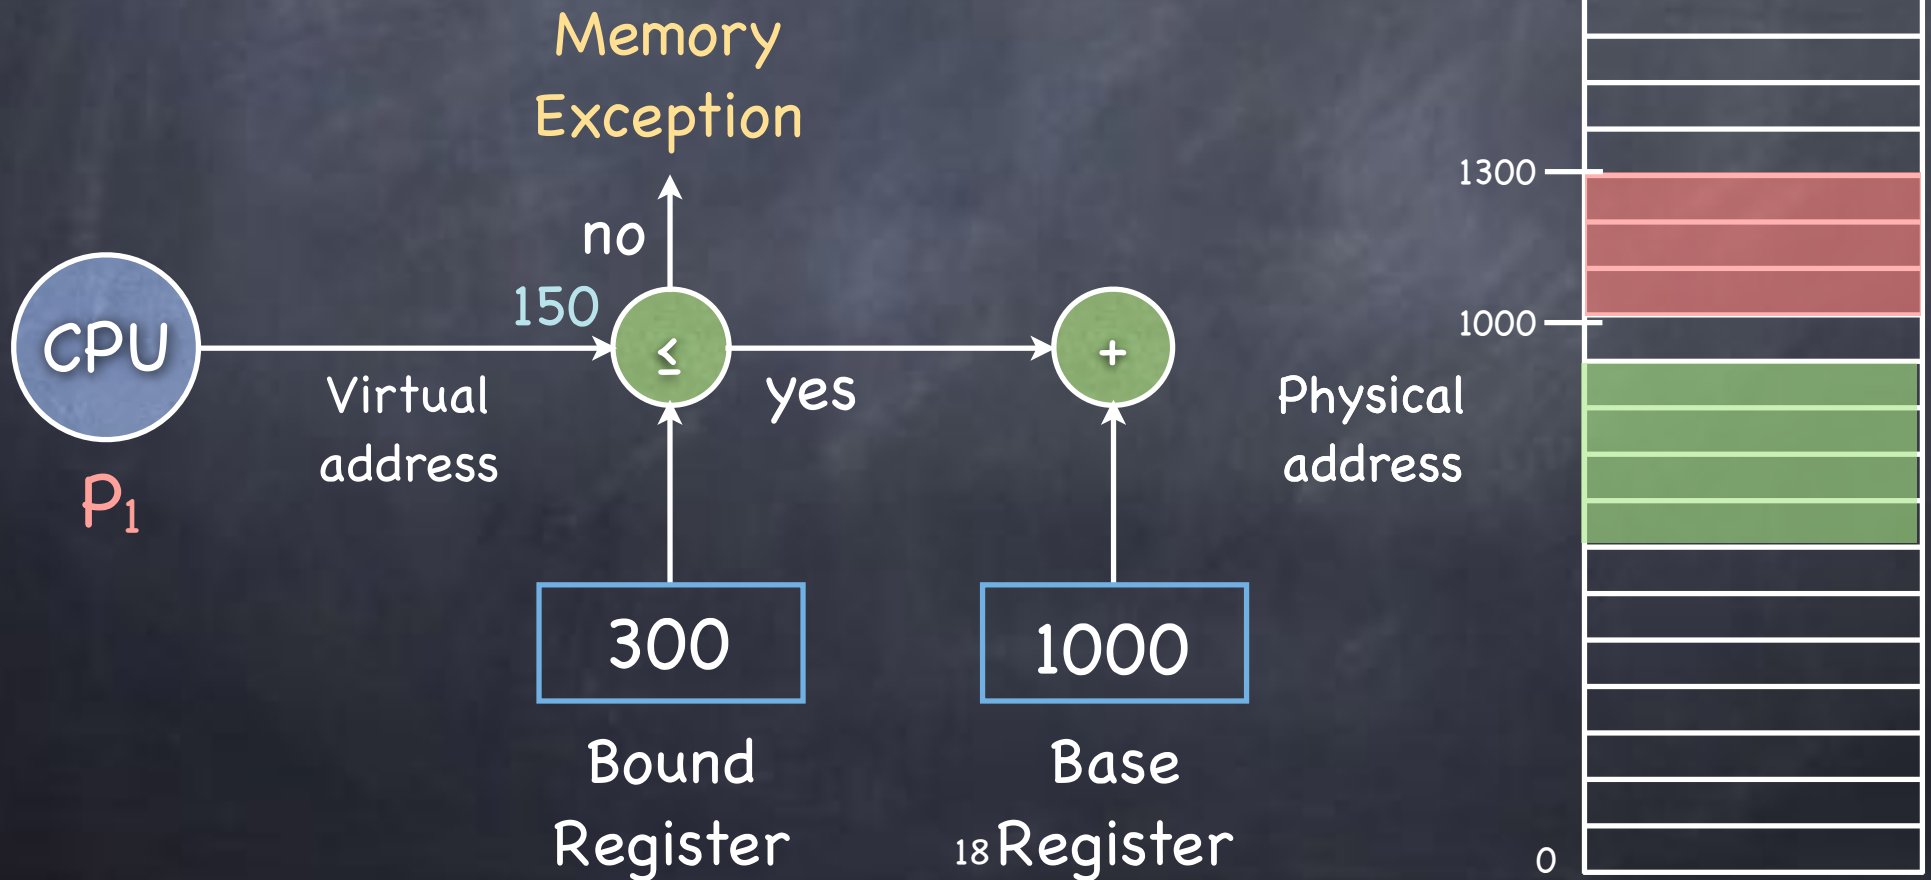 Memory
Exception
no
1300
150
1000
CPU
≤
+
yes
Virtual
address
Physical
address
P₁
300
1000
Bound
Register
Base
Register
18
0